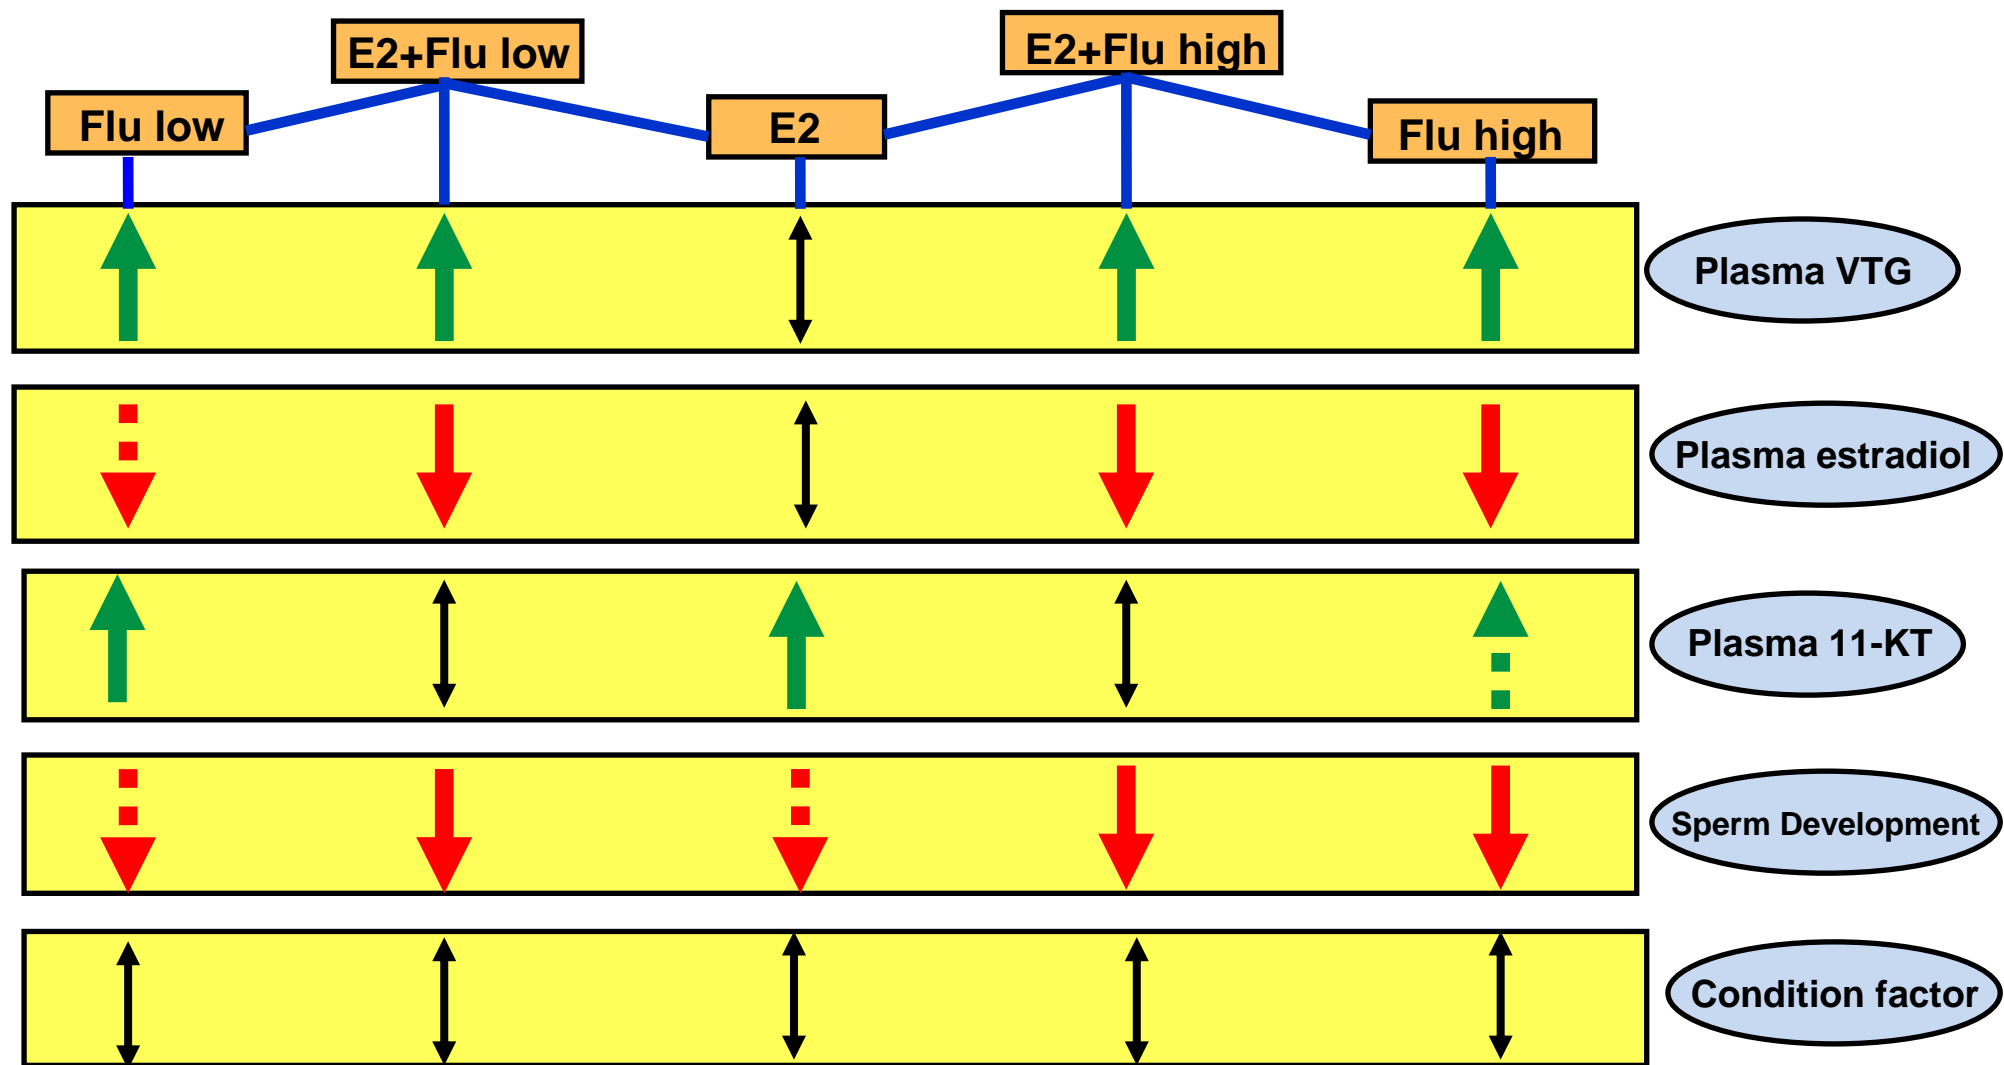 E2+Flu low
E2+Flu high
Flu low
E2
Flu high
Plasma VTG
Plasma estradiol
Plasma 11-KT
Sperm Development
Condition factor